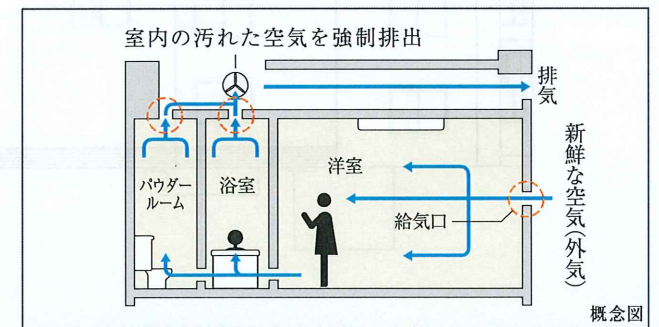 室内の汚れた空気を強制排出
排気
新鮮な空気(外気)
洋室
パウダー
ルーム
浴室
給気口
概念図